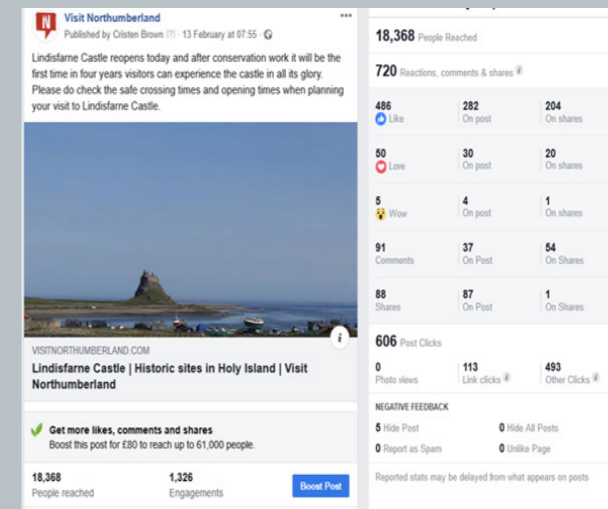 Visit Northumberland
Published by Cristen Brown [?] · 13 February at 07:55 ·
Lindisfarne Castle reopens today and after conservation work it will be the
first time in four years visitors can experience the castle in all its glory.
Please do check the safe crossing times and opening times when planning
your visit to Lindisfarne Castle.
VISITNORTHUMBERLAND.COM
Lindisfarne Castle | Historic sites in Holy Island | Visit
Northumberland
Get more likes, comments and shares
Boost this post for £80 to reach up to 61,000 people.
18,368 1,326
People reached Engagements Boost Post
18,368 People Reached
720 Reactions, comments & shares
486 282 204
Like On post On shares
50 30 20
Love On post On shares
5 4 1
Wow On post On shares
91 37 54
Comments On Post On Shares
88 87 1
Shares On Post On Shares
606 Post Clicks
0 113 493
Photo views Link clicks Other Clicks
NEGATIVE FEEDBACK
5 Hide Post 0 Hide All Posts
0 Report as Spam 0 Unlike Page
Reported stats may be delayed from what appears on posts